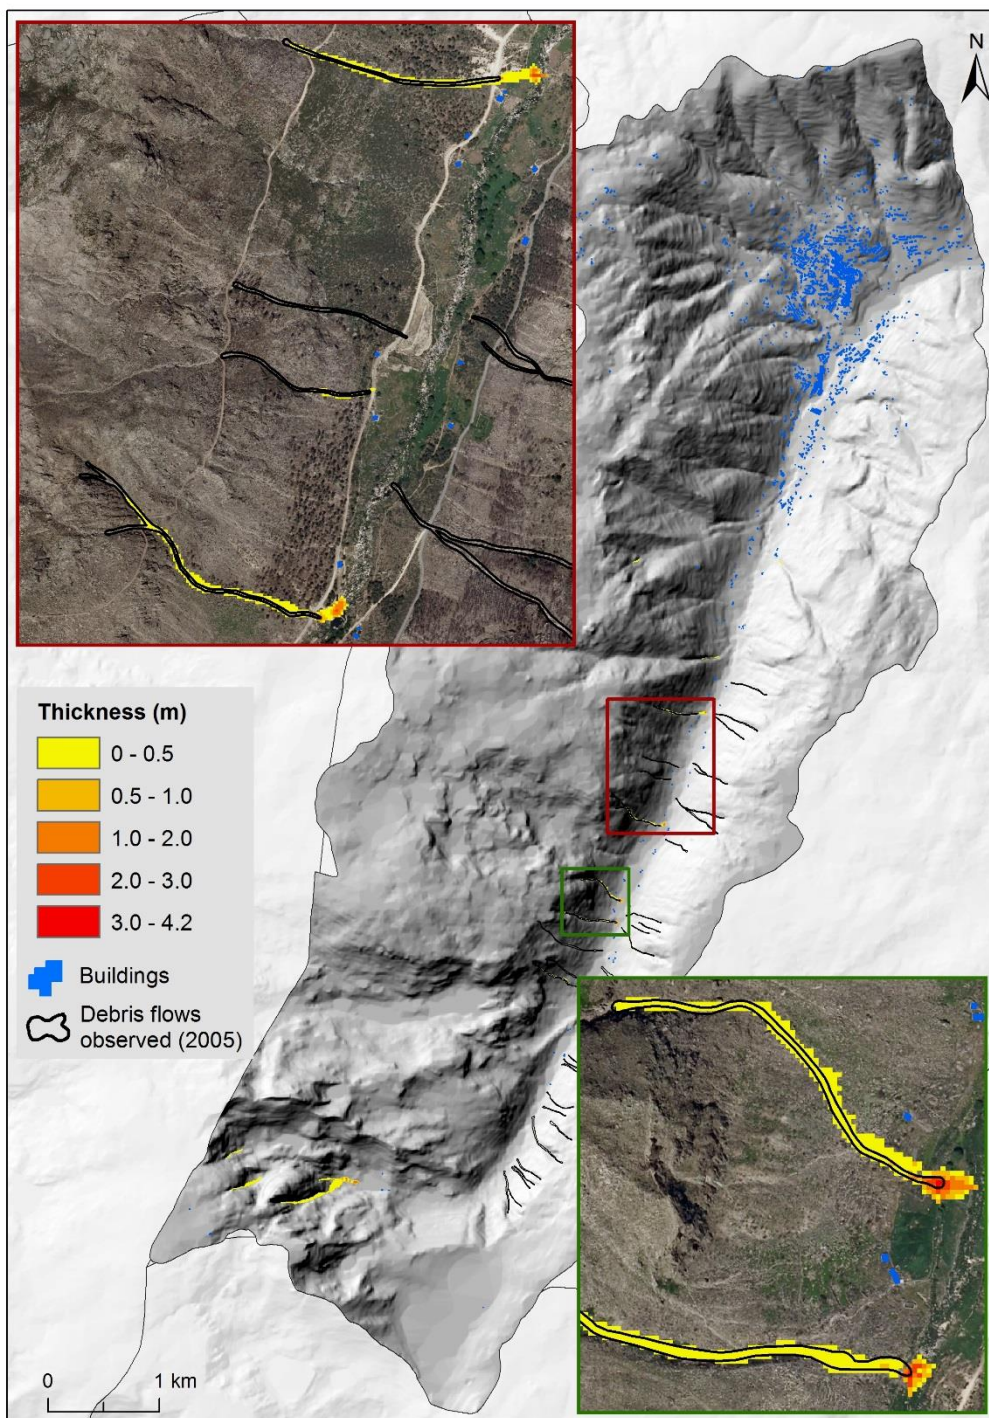 N
Thickness (m)
0 - 0.5
0.5 - 1.0
1.0 - 2.0
2.0 - 3.0
3.0 - 4.2
Buildings
Debris flows
observed (2005)
0 1 km